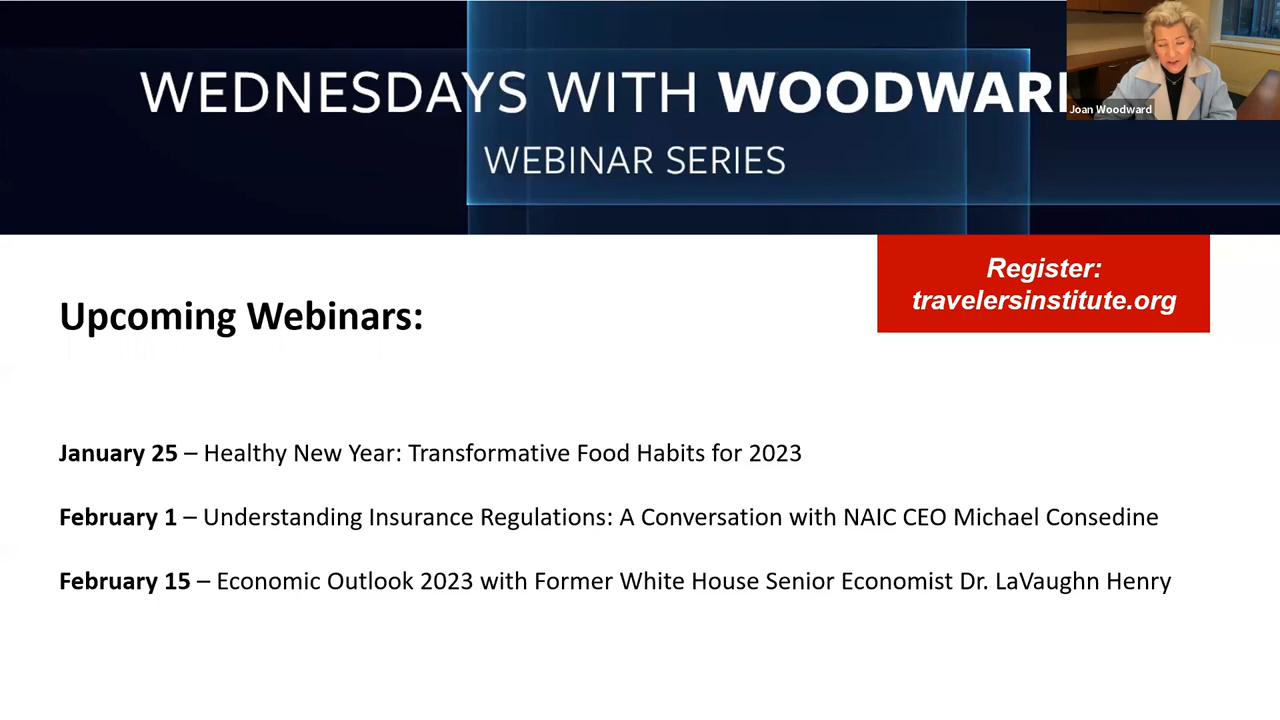 WEDNESDAYS WITH WOODWAR
Joan Woodward
WEBINAR SERIES
Register:
travelersinstitute.org
Upcoming Webinars:
January 25 – Healthy New Year: Transformative Food Habits for 2023
February 1 – Understanding Insurance Regulations: A Conversation with NAIC CEO Michael Consedine
February 15 – Economic Outlook 2023 with Former White House Senior Economist Dr. LaVaughn Henry